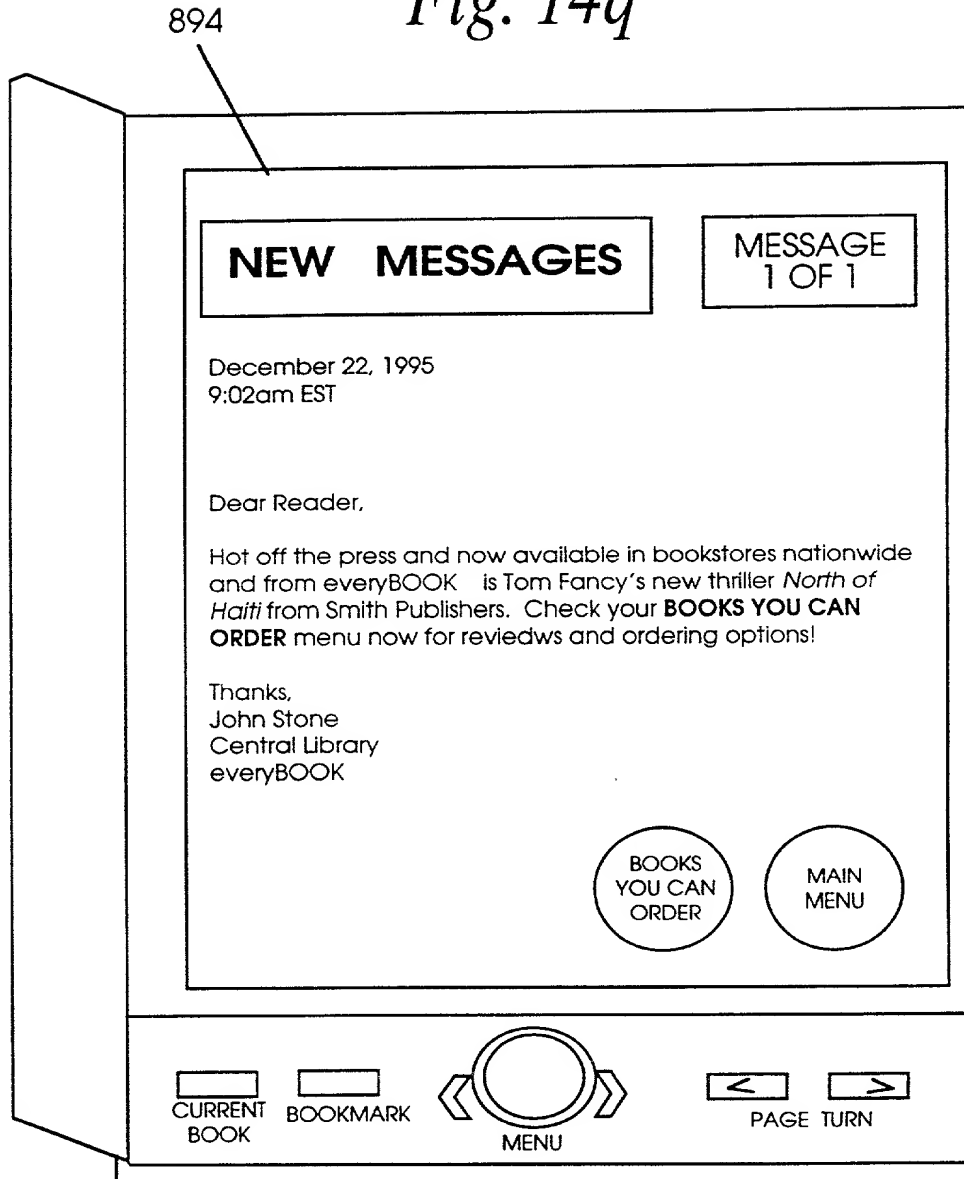 Fig. 14q
894
NEW MESSAGES
MESSAGE
1 OF 1
December 22, 1995
9:02am EST
Dear Reader,
Hot off the press and now available in bookstores nationwide
and from everyBOOK is Tom Fancy's new thriller North of
Haiti from Smith Publishers. Check your BOOKS YOU CAN
ORDER menu now for reviedws and ordering options!
Thanks,
John Stone
Central Library
everyBOOK
BOOKS
YOU CAN
ORDER
MAIN
MENU
< >
CURRENT
BOOK
BOOKMARK
MENU
PAGE TURN